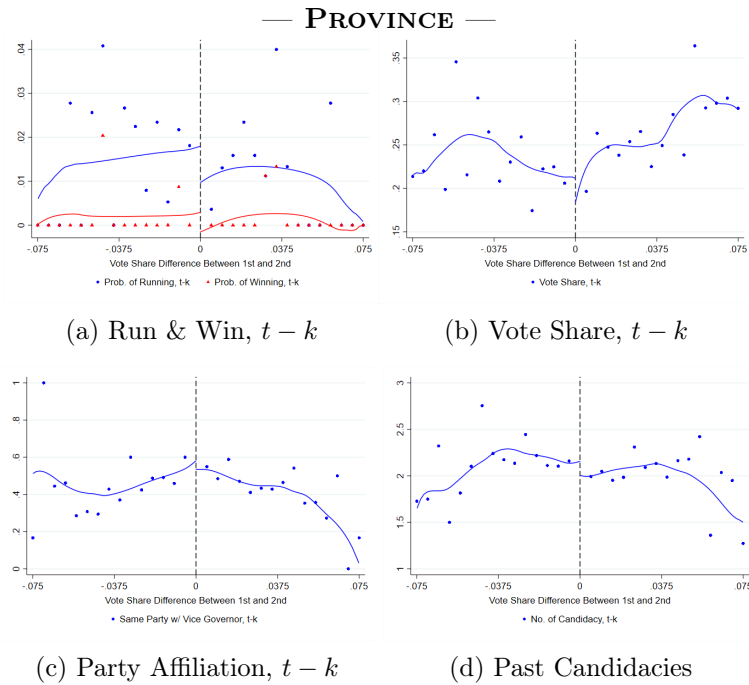 — PROVINCE —
.04
.03
.02
.01
0
-.075
-.0375
0
.0375
.075
Vote Share Difference Between 1st and 2nd
Prob. of Running, t-k
Prob. of Winning, t-k
(a) Run & Win, t − k
.35
.3
.25
.2
.15
-.075
-.0375
0
.0375
.075
Vote Share Difference Between 1st and 2nd
Vote Share, t-k
(b) Vote Share, t − k
1
.8
.6
.4
.2
0
-.075
-.0375
0
.0375
.075
Vote Share Difference Between 1st and 2nd
Same Party w/ Vice Governor, t-k
(c) Party Affiliation, t − k
3
2.5
2
1.5
1
-.075
-.0375
0
.0375
.075
Vote Share Difference Between 1st and 2nd
No. of Candidacy, t-k
(d) Past Candidacies